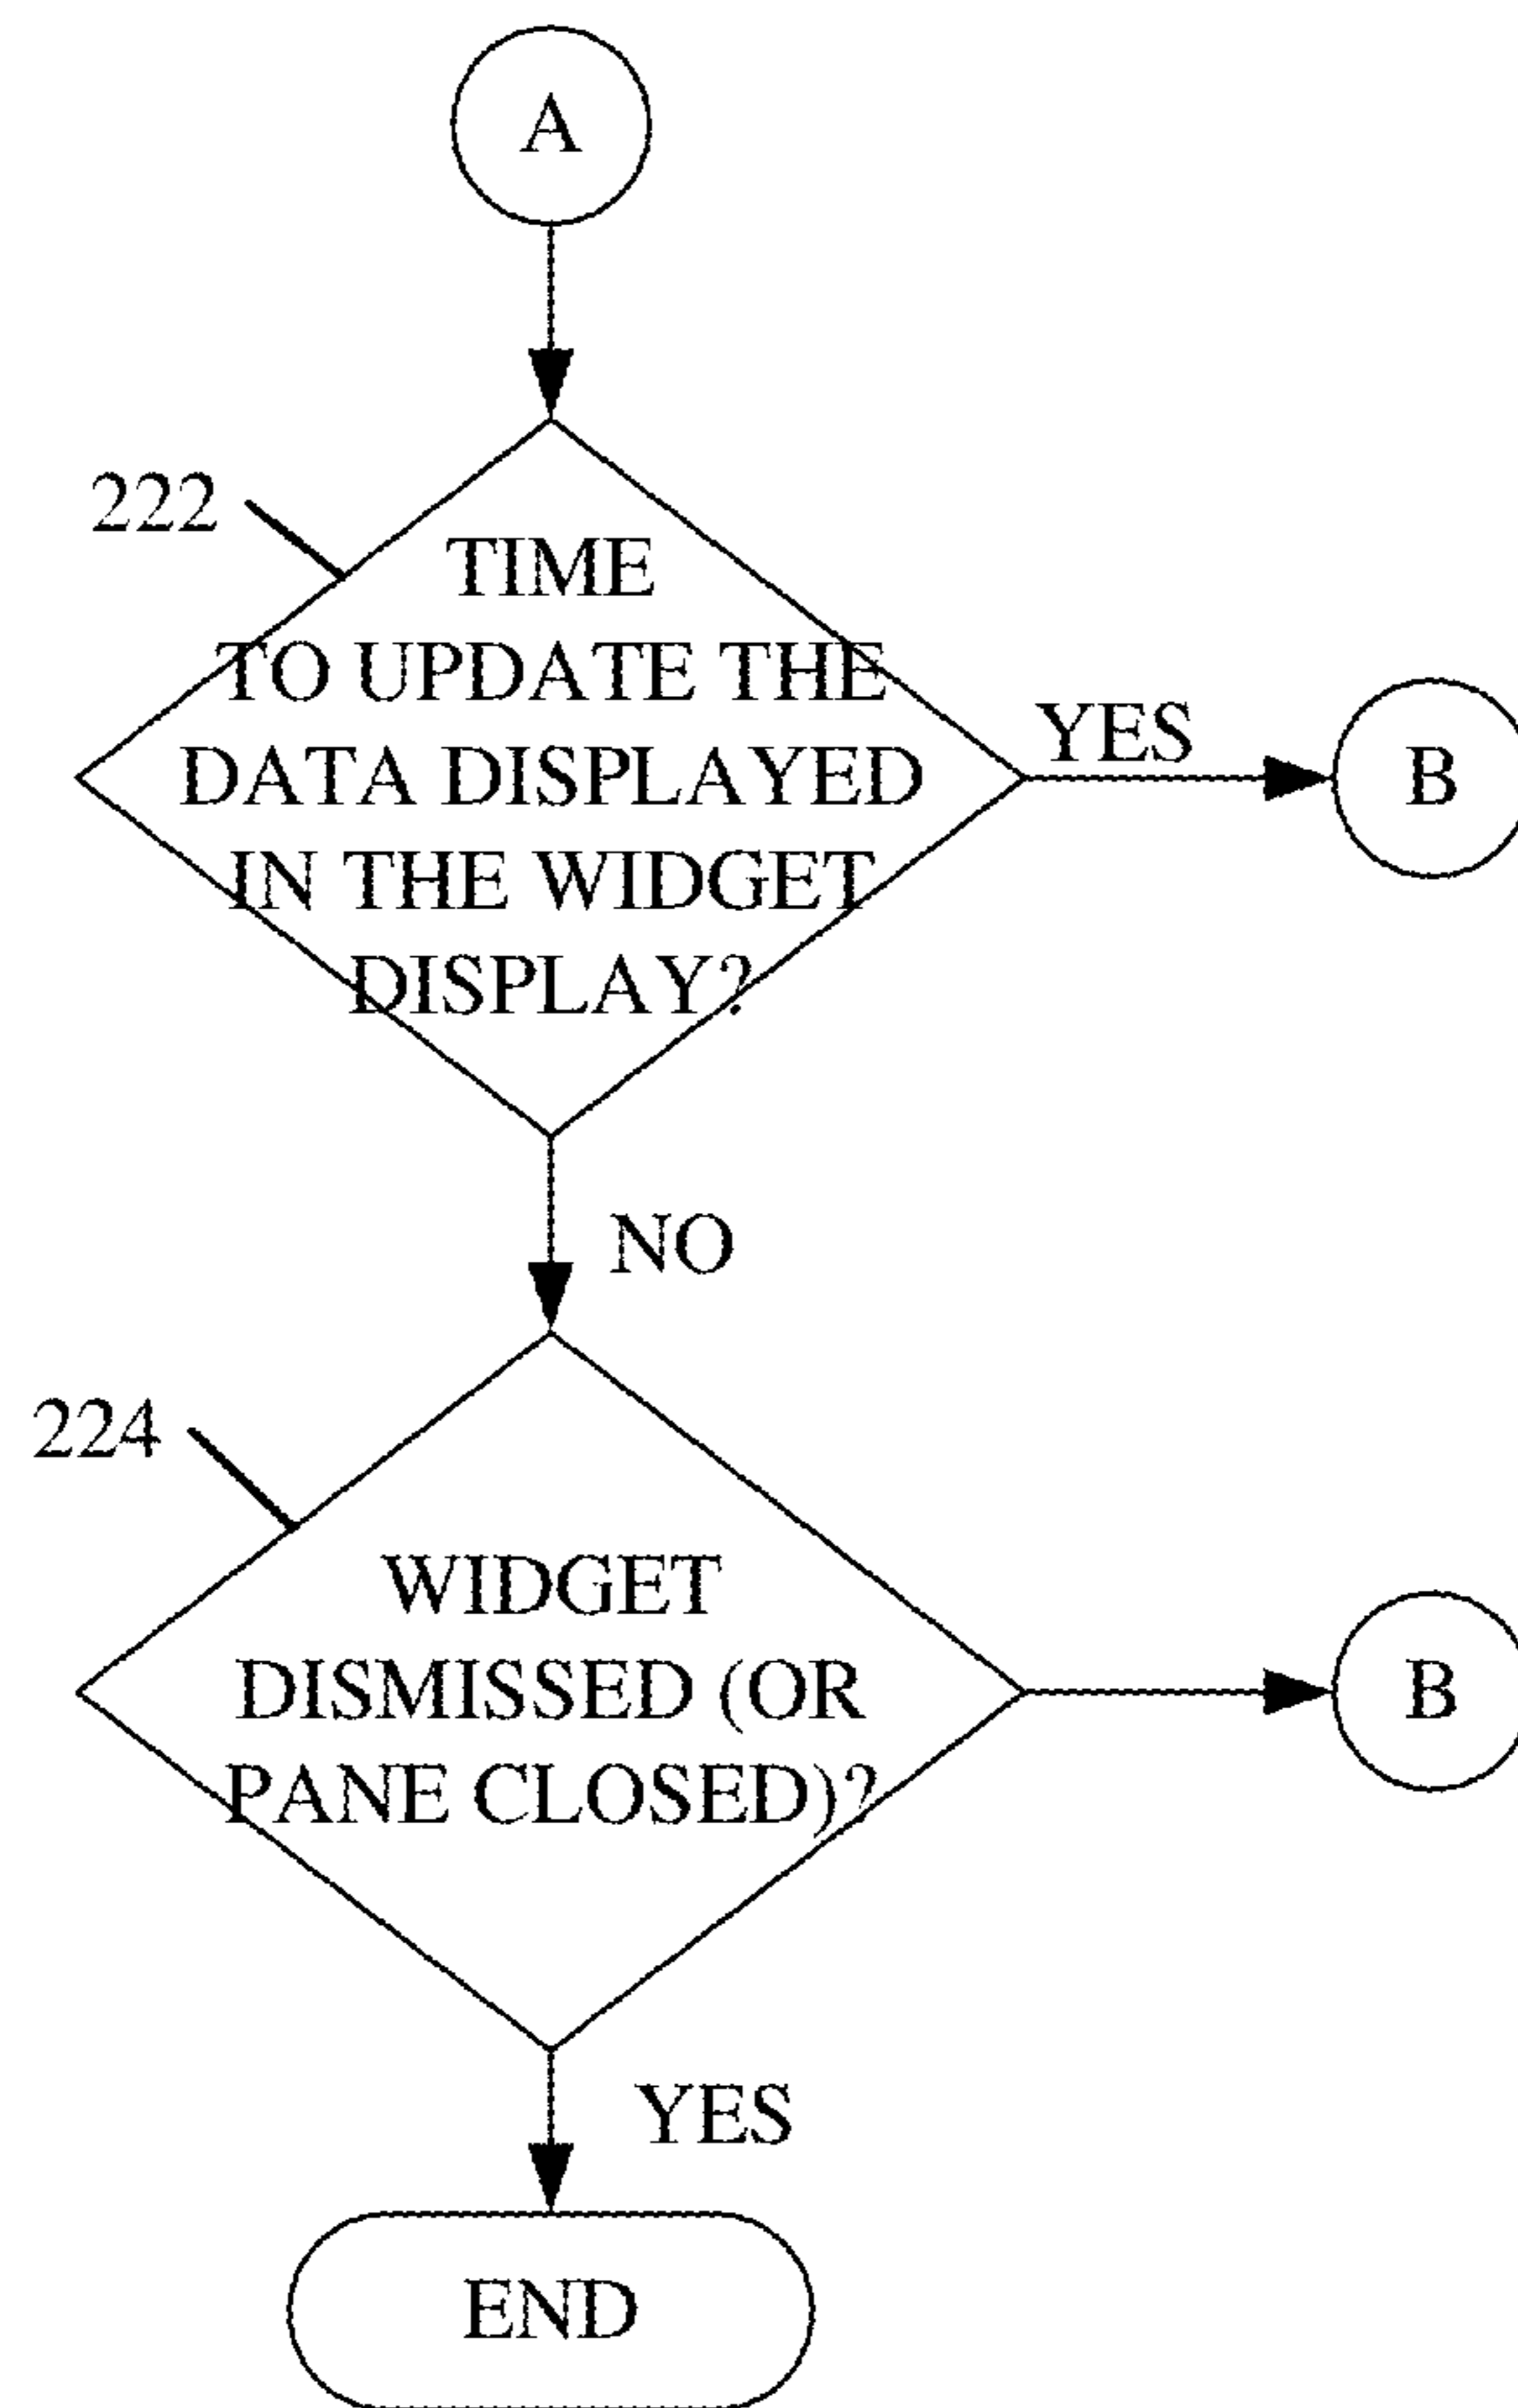 A
222
TIME
TO UPDATE THE
DATA DISPLAYED
IN THE WIDGET
DISPLAY?
YES
B
NO
224
WIDGET
DISMISSED (OR
PANE CLOSED)?
B
YES
END